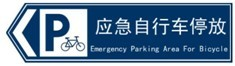 P
应急自行车停放
Emergency Parking Area For Bicycle